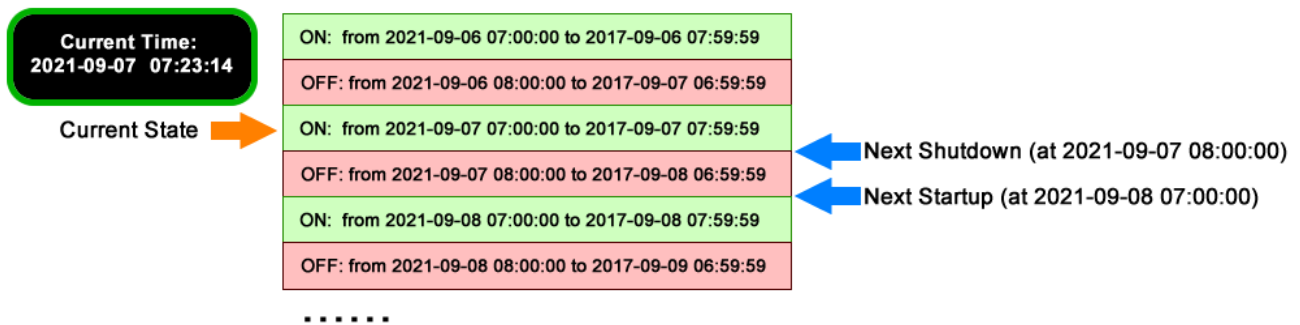 Current Time:
2021-09-07 07:23:14
Current State
ON: from 2021-09-06 07:00:00 to 2017-09-06 07:59:59
OFF: from 2021-09-06 08:00:00 to 2017-09-07 06:59:59
ON: from 2021-09-07 07:00:00 to 2017-09-07 07:59:59
OFF: from 2021-09-07 08:00:00 to 2017-09-08 06:59:59
ON: from 2021-09-08 07:00:00 to 2017-09-08 07:59:59
OFF: from 2021-09-08 08:00:00 to 2017-09-09 06:59:59
......
Next Shutdown (at 2021-09-07 08:00:00)
Next Startup (at 2021-09-08 07:00:00)